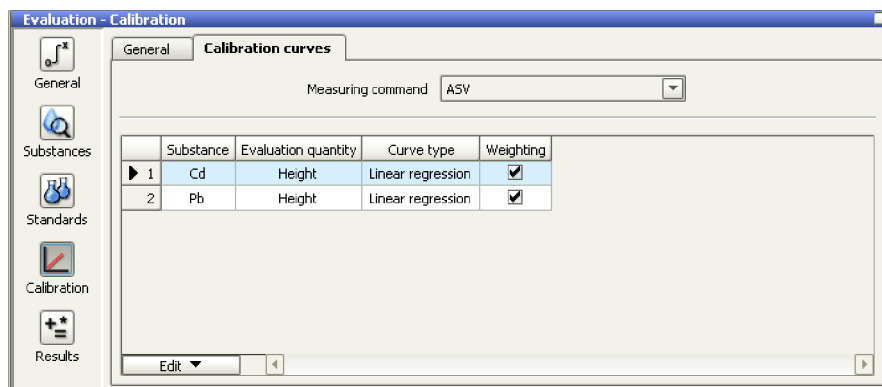 Evaluation - Calibration
General
Substances
Standards
Calibration
Results
General Calibration curves
Measuring command ASV
Substance Evaluation quantity Curve type Weighting
1 Cd Height Linear regression
2 Pb Height Linear regression
Edit